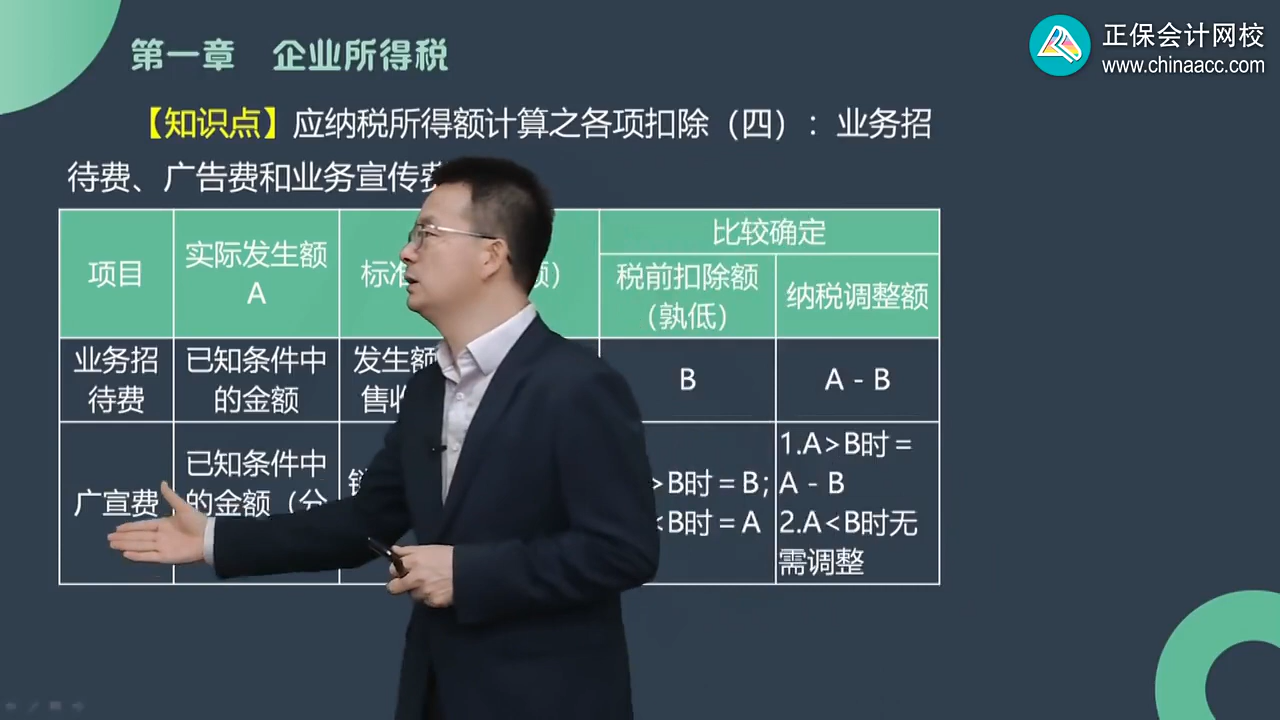 第一章 企业所得税
正保会计网校
www.chinaacc.com
【知识点】应纳税所得额计算之各项扣除（四）：业务招
待费、广告费和业务宣传费
项目
实际发生额
A
标准
额）
比较确定
税前扣除额
（孰低）
纳税调整额
业务招
待费
已知条件中
的金额
发生额
售收
B
A - B
广宣费
已知条件中
的金额（分
>B时＝B;
<B时＝A
1.A>B时＝
A - B
2.A<B时无
需调整